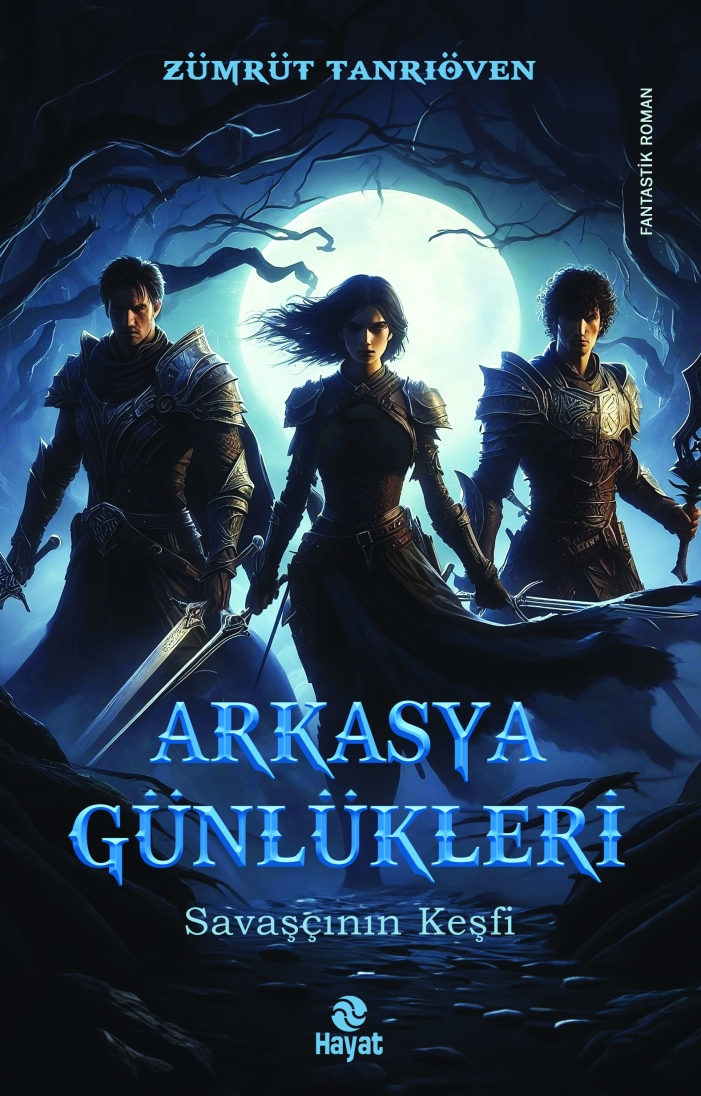 ZÜMRÜT TANRIÖVEN
FANTASTİK ROMAN
ARKASYA
GÜNLÜKLERİ
Savaşçının Keşfi
Hayat